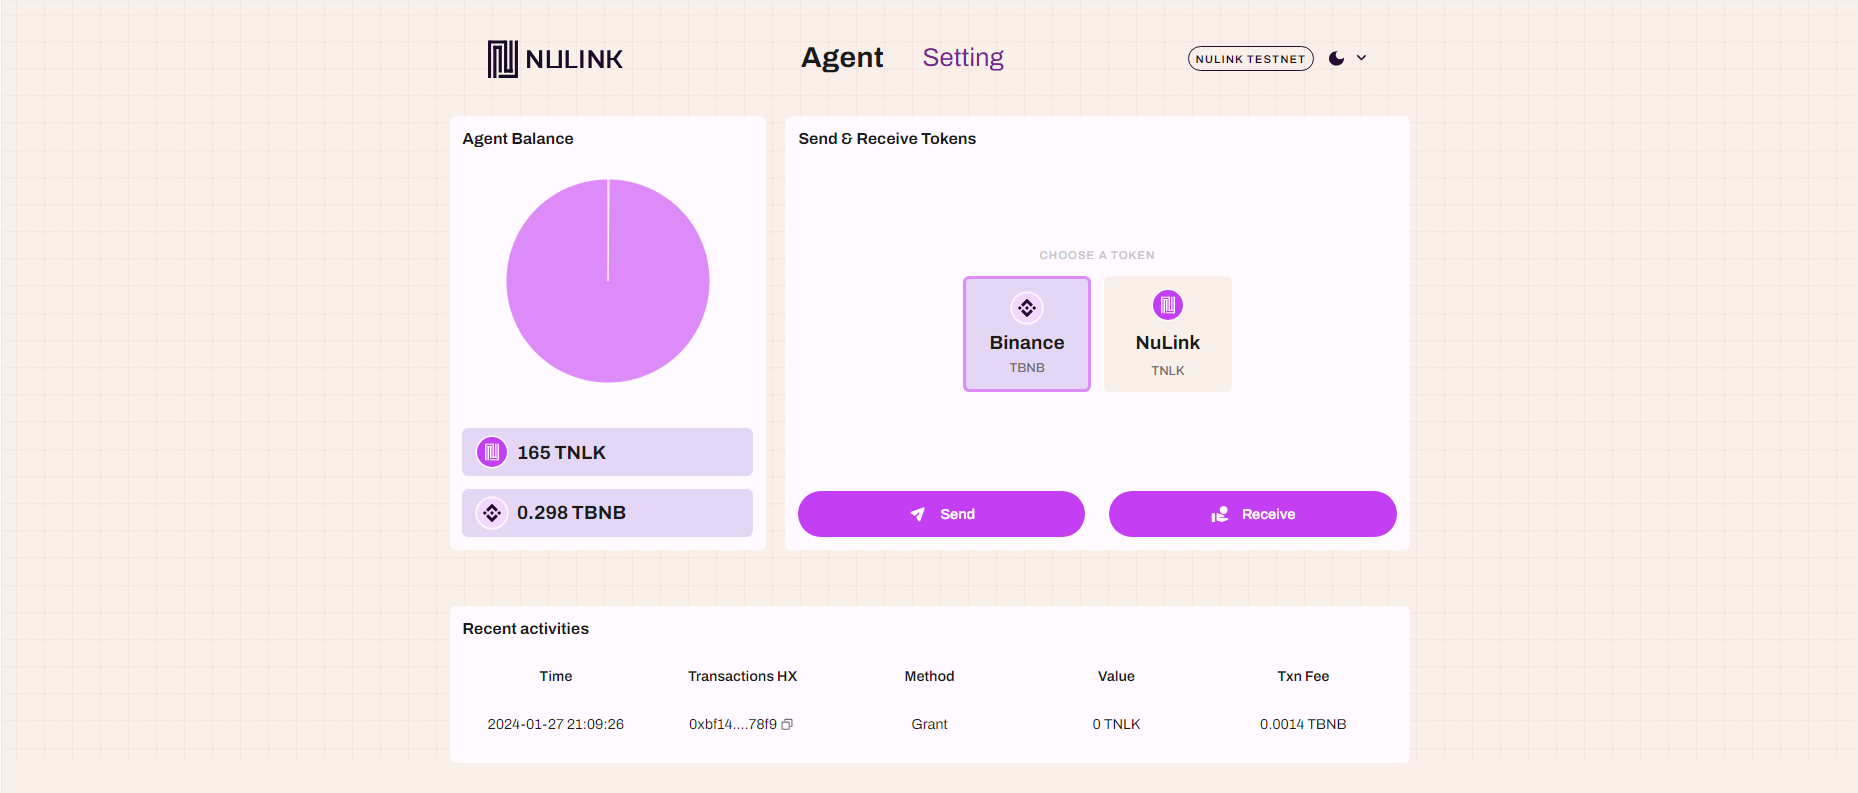 NULINK
Agent
Setting
NULINK TESTNET
Agent Balance
165 TNLK
0.298 TBNB
Send & Receive Tokens
CHOOSE A TOKEN
Binance
TBNB
NuLink
TNLK
Send
Receive
Recent activities
Time Transactions HX Method Value Txn Fee
2024-01-27 21:09:26 0xbf14....78f9 Grant 0 TNLK 0.0014 TBNB